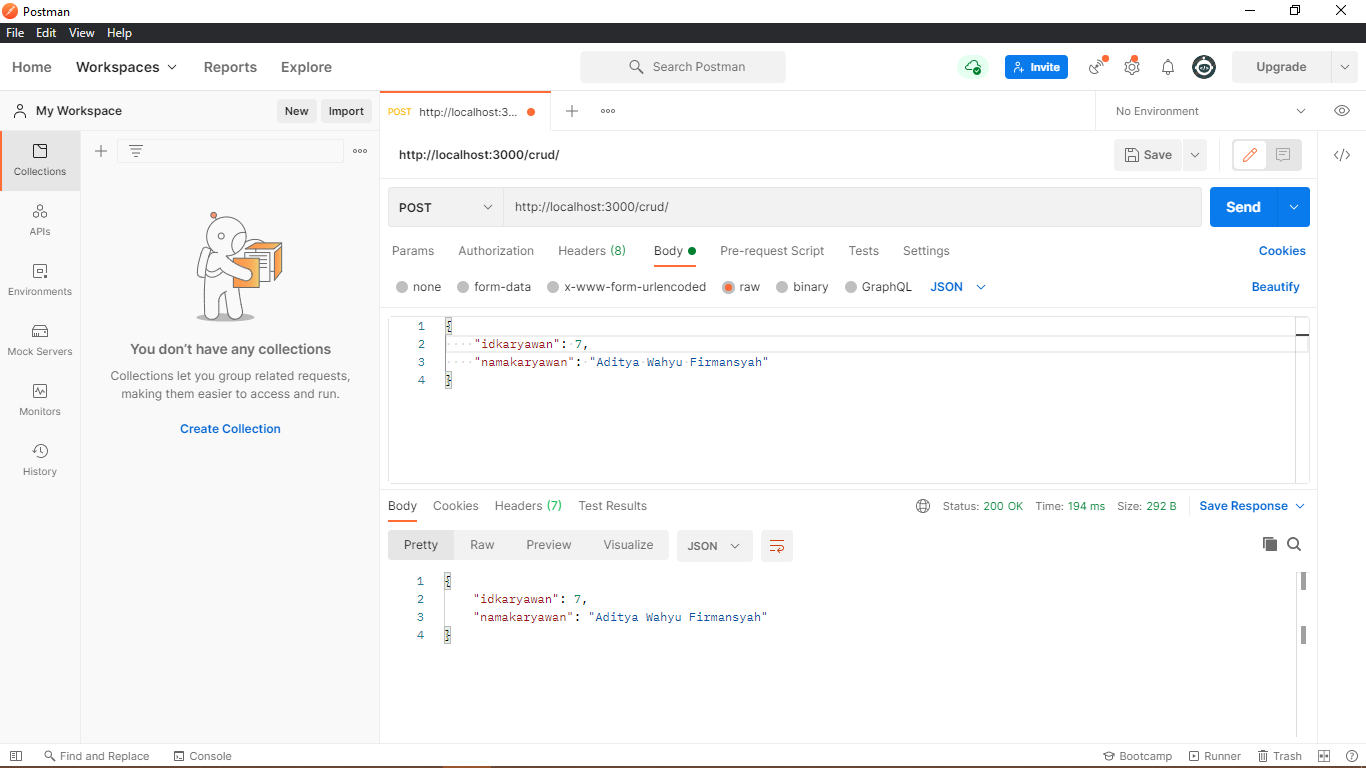 Postman
File Edit View Help
Home Workspaces Reports Explore Search Postman Invite Upgrade
My Workspace New Import POST http://localhost:3... No Environment
Collections
APIs
Environments
Mock Servers
Monitors
History
You don't have any collections
Collections let you group related requests,
making them easier to access and run.
Create Collection
http://localhost:3000/crud/ Save
POST http://localhost:3000/crud/ Send
Params Authorization Headers (8) Body Pre-request Script Tests Settings Cookies
none form-data x-www-form-urlencoded raw binary GraphQL JSON Beautify
1 {
2 "idkaryawan": 7,
3 "namakaryawan": "Aditya Wahyu Firmansyah"
4 }
Body Cookies Headers (7) Test Results Status: 200 OK Time: 194 ms Size: 292 B Save Response
Pretty Raw Preview Visualize JSON
1 {
2 "idkaryawan": 7,
3 "namakaryawan": "Aditya Wahyu Firmansyah"
4 }
Find and Replace Console Bootcamp Runner Trash